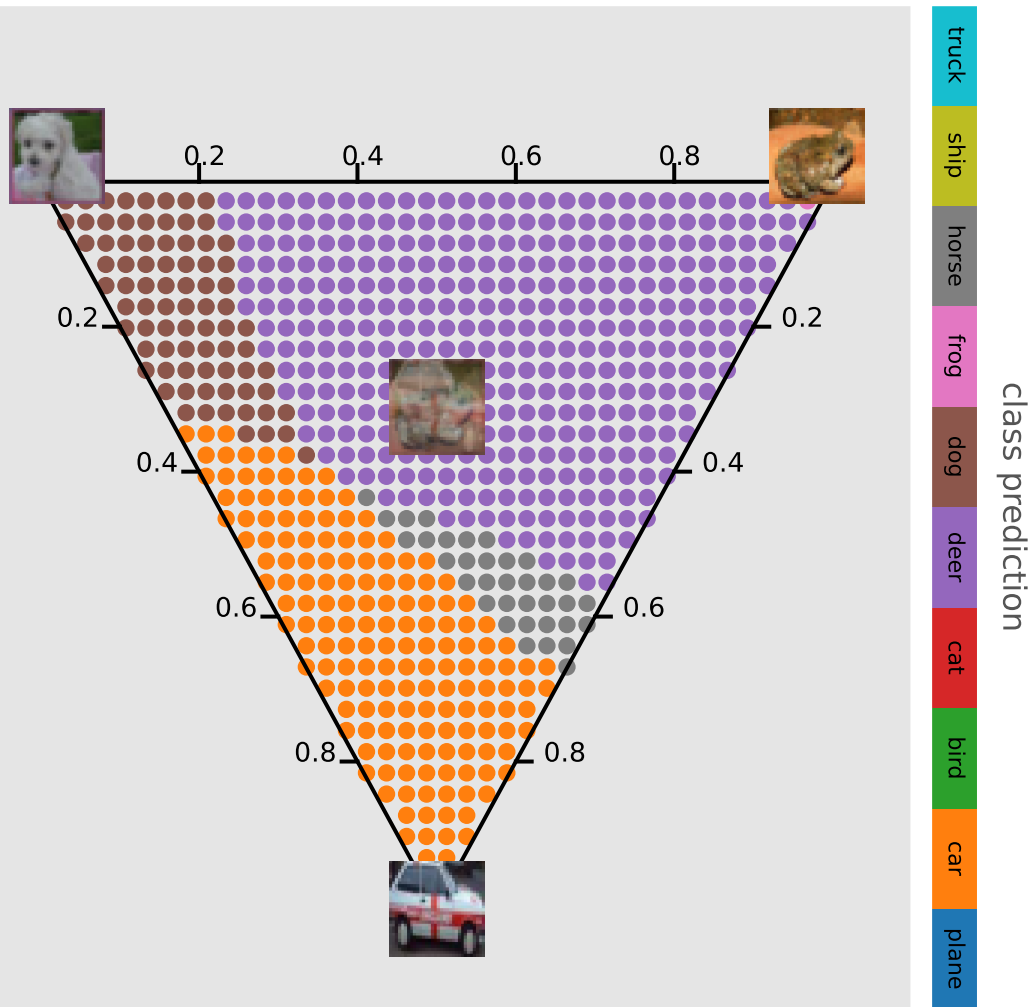 0.2 0.4 0.6 0.8
0.2 0.2
0.4 0.4
0.6 0.6
0.8 0.8
truck
ship
horse
frog
dog
deer
cat
bird
car
plane
class prediction